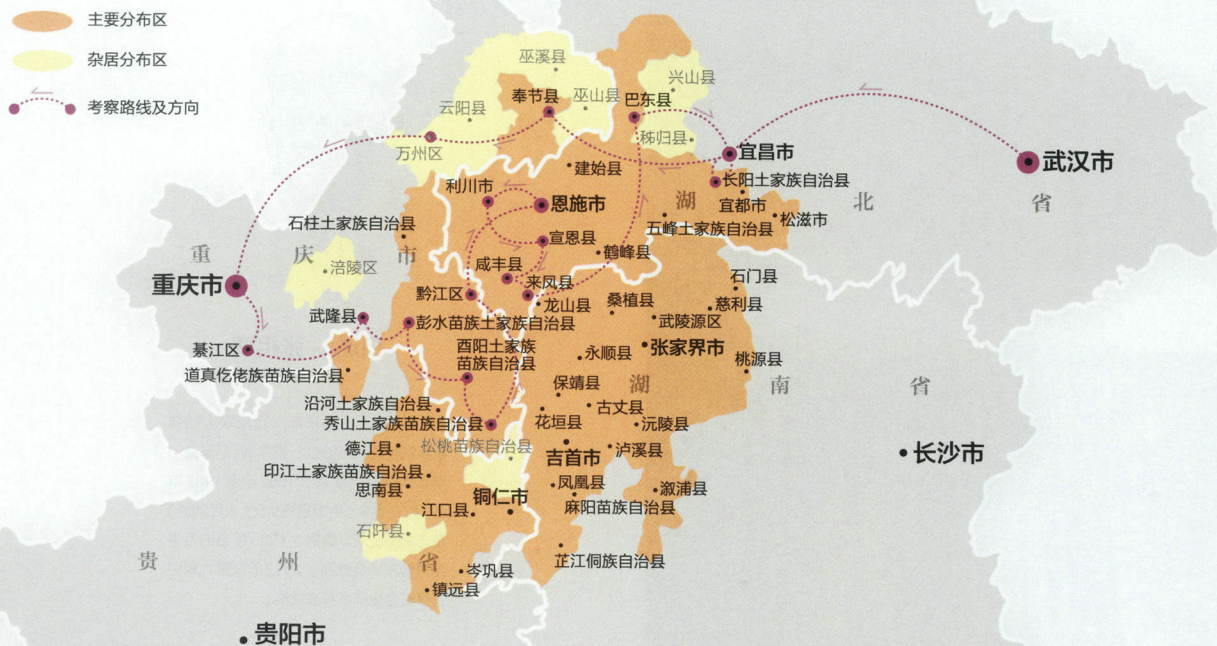 主要分布区
杂居分布区
考察路线及方向
巫溪县
兴山县
奉节县
巫山县
巴东县
云阳县
秭归县
万州区
宜昌市
武汉市
建始县
长阳土家族自治县
利川市
恩施市
湖
北
省
宜都市
松滋市
石柱土家族自治县
五峰土家族自治县
宣恩县
鹤峰县
重
庆
市
涪陵区
咸丰县
来凤县
石门县
重庆市
黔江区
龙山县
桑植县
慈利县
武隆县
彭水苗族土家族自治县
武陵源区
綦江区
酉阳土家族
苗族自治县
永顺县
张家界市
桃源县
道真仡佬族苗族自治县
保靖县
湖
南
省
沿河土家族自治县
古丈县
秀山土家族苗族自治县
花垣县
沅陵县
德江县
松桃苗族自治县
吉首市
泸溪县
长沙市
印江土家族苗族自治县
思南县
凤凰县
溆浦县
铜仁市
江口县
麻阳苗族自治县
石阡县
贵
州
省
芷江侗族自治县
岑巩县
镇远县
贵阳市